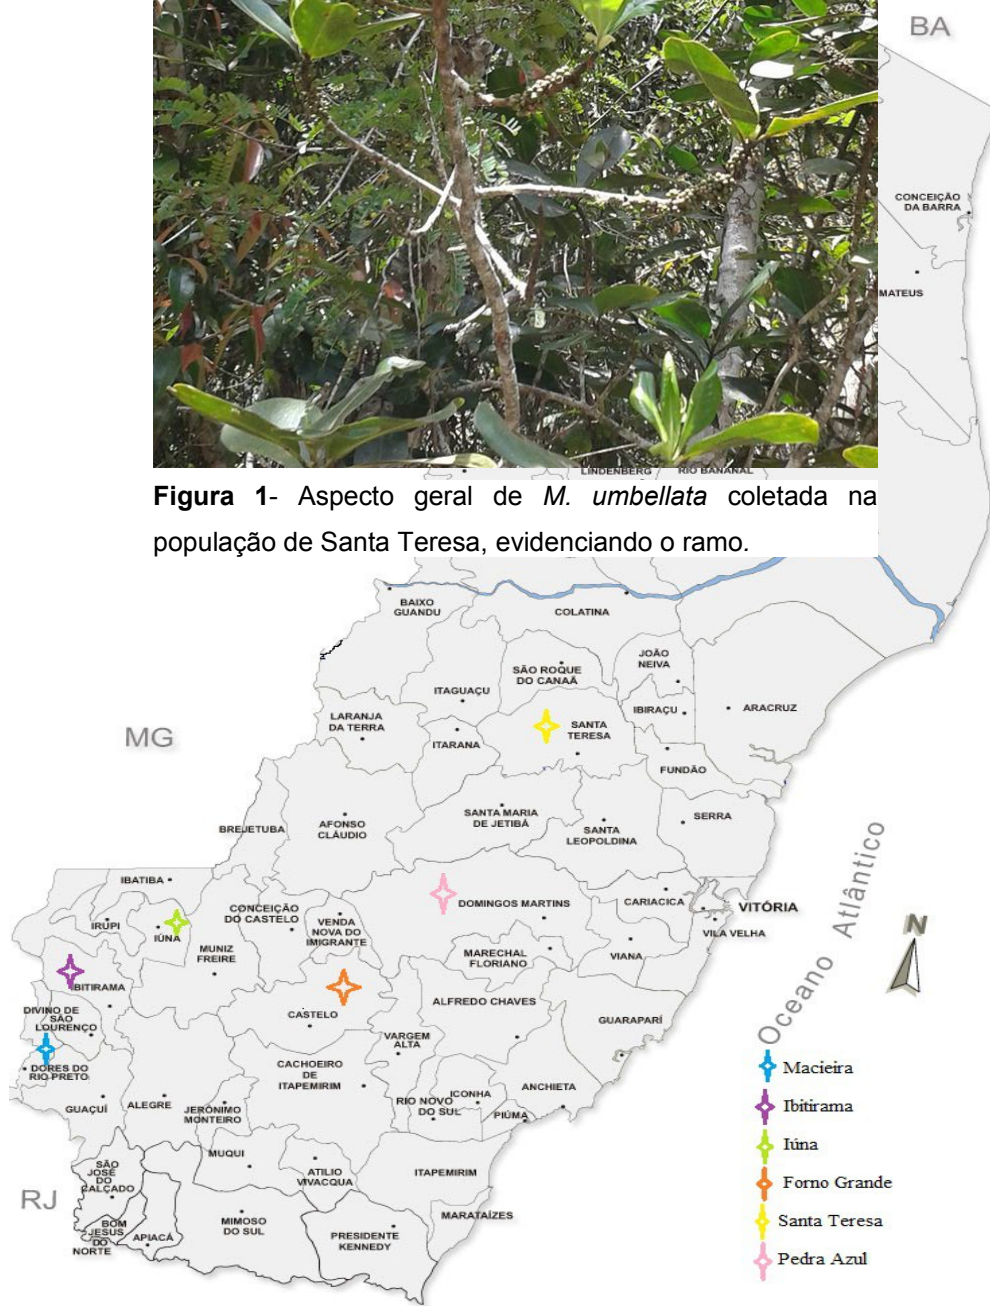 BA
CONCEIÇÃO
DA BARRA
MATEUS
LINDENBERG
RIO BANANAL
Figura 1- Aspecto geral de M. umbellata coletada na
população de Santa Teresa, evidenciando o ramo.
BAIXO
GUANDU
COLATINA
JOÃO
NEIVA
SÃO ROQUE
DO CANAÃ
ITAGUAÇU
LARANJA
DA TERRA
ITARANA
SANTA
TERESA
IBIRAÇU
ARACRUZ
MG
FUNDÃO
BREJETUBA
AFONSO
CLÁUDIO
SANTA MARIA
DE JETIBÁ
SANTA
LEOPOLDINA
SERRA
IBATIBA
IRUPI
IÚNA
CONCEIÇÃO
DO CASTELO
VENDA
NOVA DO
IMIGRANTE
DOMINGOS MARTINS
CARIACICA
VITÓRIA
VILA VELHA
MUNIZ
FREIRE
MARECHAL
FLORIANO
VIANA
Oceano Atlântico
N
IBITIRAMA
DIVINO DE
SÃO
LOURENÇO
CASTELO
ALFREDO CHAVES
GUARAPARÍ
VARGEM
ALTA
DORES DO
RIO PRETO
CACHOEIRO
DE
ITAPEMIRIM
GUAÇUÍ
ALEGRE
JERÔNIMO
MONTEIRO
RIO NOVO
DO SUL
ICONHA
PIÚMA
ANCHIETA
MUQUI
ATILIO
VIVACQUA
ITAPEMIRIM
SÃO
JOSÉ
DO
CALÇADO
RJ
BOM
JESUS
DO
NORTE
APIACÁ
MIMOSO
DO SUL
PRESIDENTE
KENNEDY
MARATAÍZES
Macieira
Ibitirama
Iúna
Forno Grande
Santa Teresa
Pedra Azul